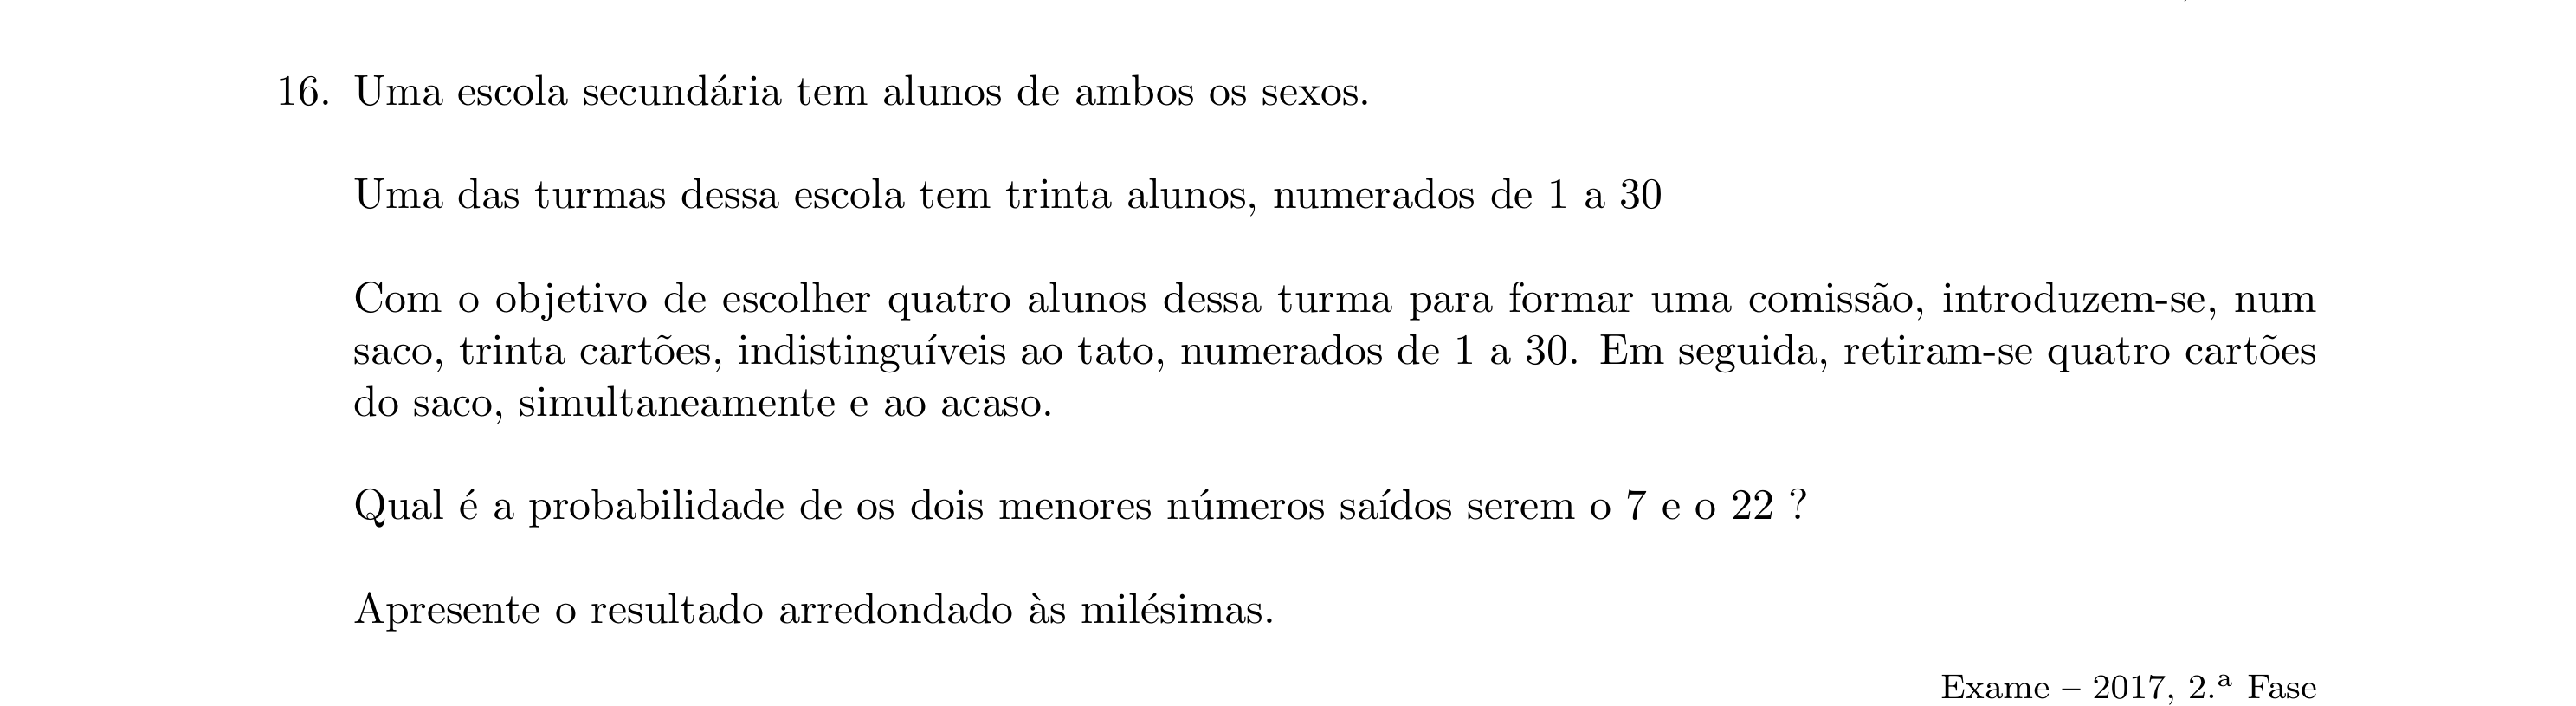 16. Uma escola secundária tem alunos de ambos os sexos.
Uma das turmas dessa escola tem trinta alunos, numerados de 1 a 30
Com o objetivo de escolher quatro alunos dessa turma para formar uma comissão, introduzem-se, num
saco, trinta cartões, indistinguíveis ao tato, numerados de 1 a 30. Em seguida, retiram-se quatro cartões
do saco, simultaneamente e ao acaso.
Qual é a probabilidade de os dois menores números saídos serem o 7 e o 22 ?
Apresente o resultado arredondado às milésimas.
Exame – 2017, 2.ª Fase